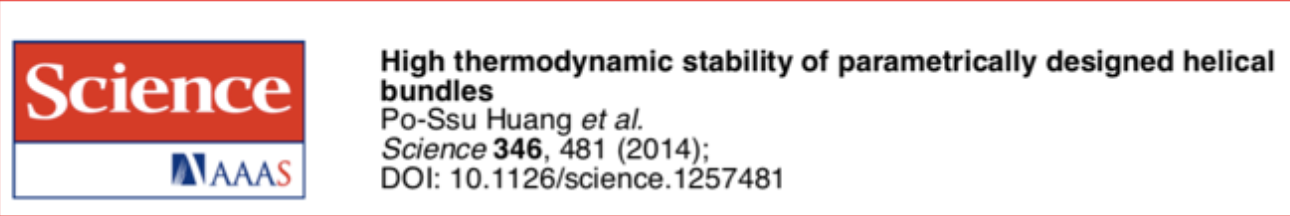 Science
AAAS
High thermodynamic stability of parametrically designed helical
bundles
Po-Ssu Huang et al.
Science 346, 481 (2014);
DOI: 10.1126/science.1257481